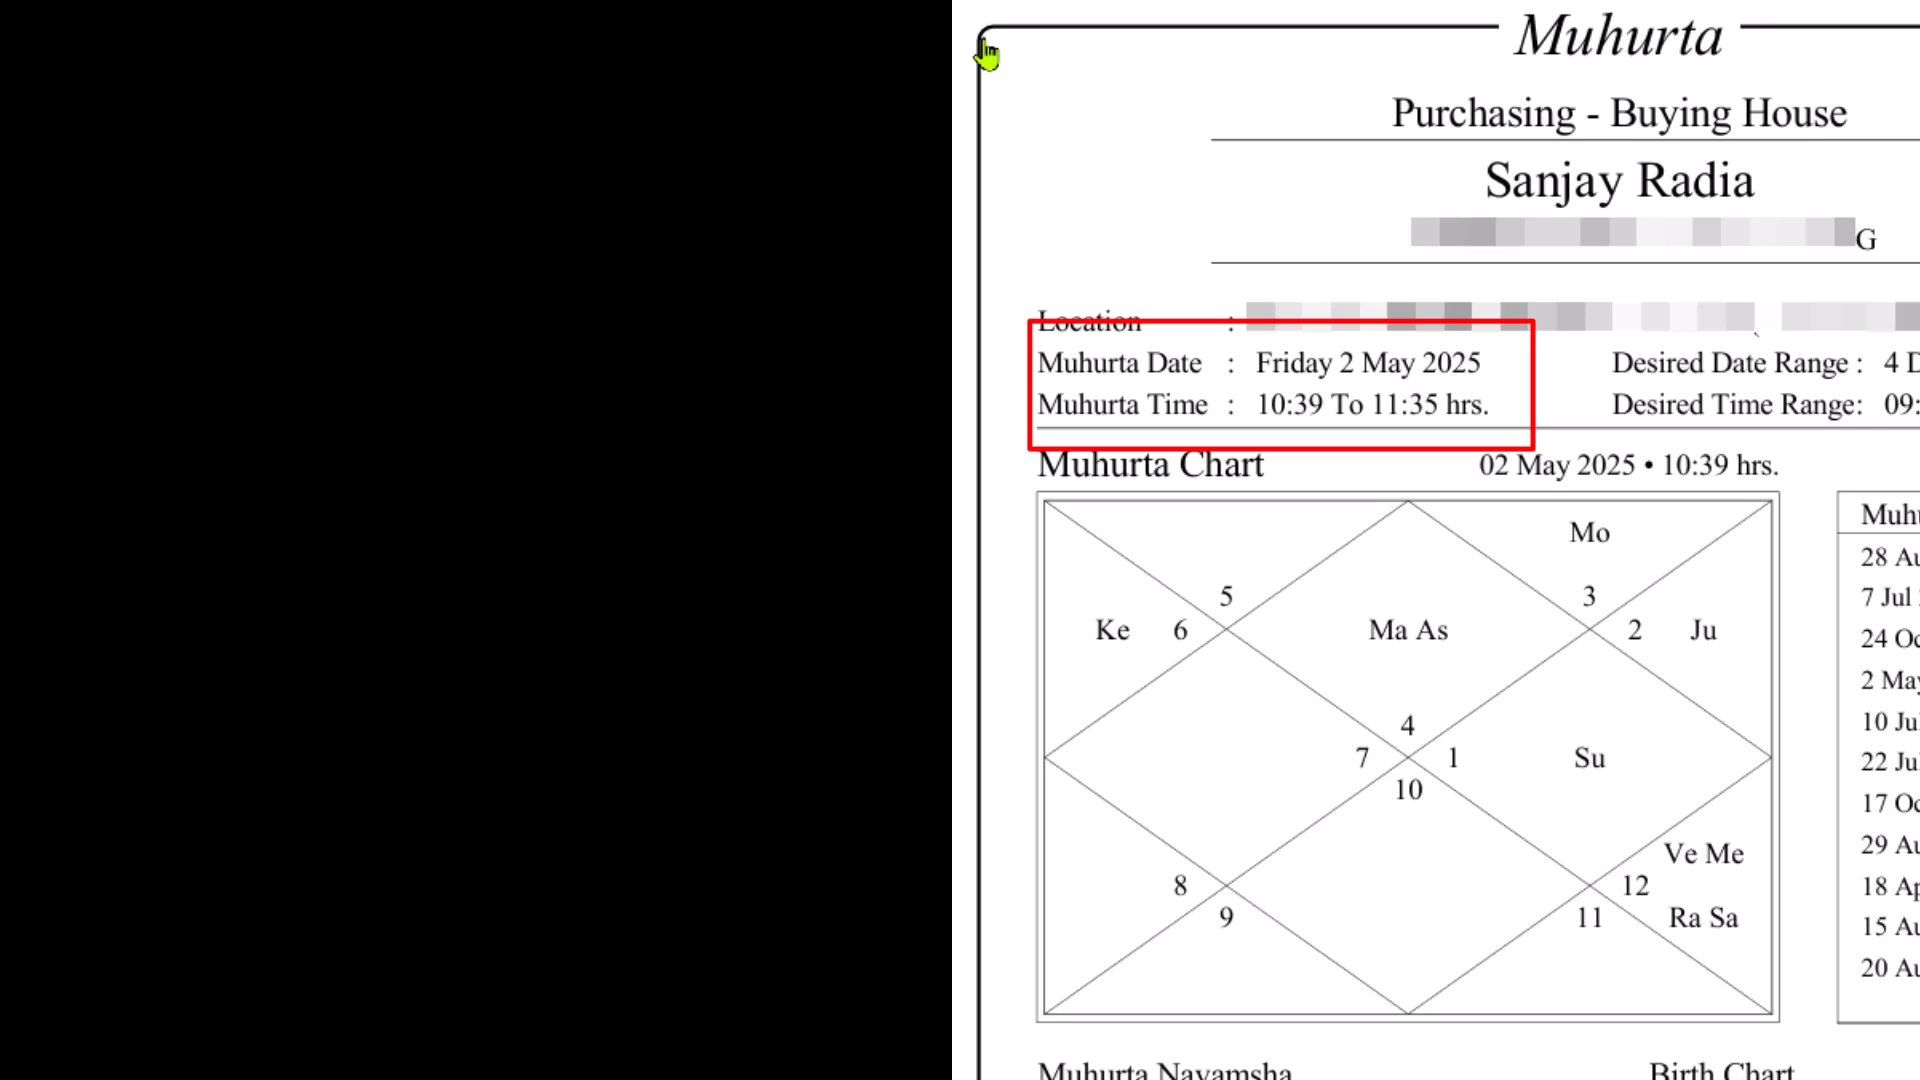 Muhurta
Purchasing - Buying House
Sanjay Radia
G
Location :
Muhurta Date : Friday 2 May 2025 Desired Date Range : 4 D
Muhurta Time : 10:39 To 11:35 hrs. Desired Time Range: 09:
Muhurta Chart 02 May 2025 • 10:39 hrs.
Mo
5 3
Ke 6 Ma As 2 Ju
4
7 1 Su
10
Ve Me
8 12
9 11 Ra Sa
Muhu
28 Au
7 Jul
24 Oc
2 May
10 Jul
22 Jul
17 Oc
29 Au
18 Ap
15 Au
20 Au
Muhurta Navamsha Birth Chart